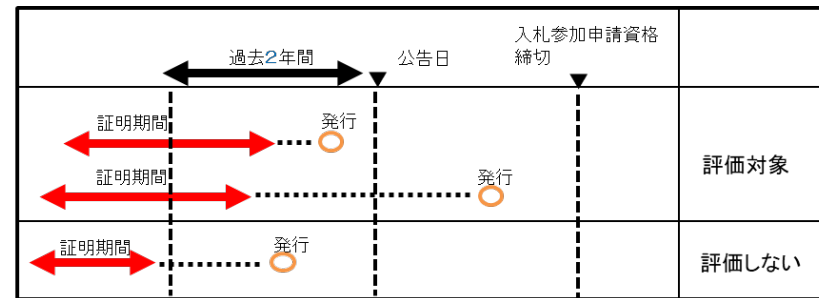 入札参加申請資格
締切
過去２年間
公告日
証明期間
発行
証明期間
発行
評価対象
証明期間
発行
評価しない